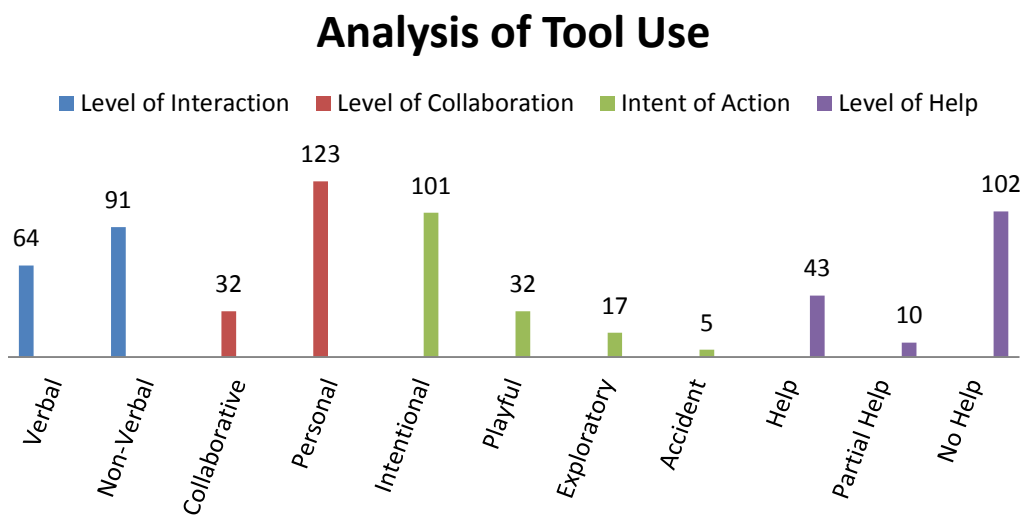 Analysis of Tool Use
Level of Interaction Level of Collaboration Intent of Action Level of Help
64
91
32
123
101
32
17
5
43
10
102
Verbal
Non-Verbal
Collaborative
Personal
Intentional
Playful
Exploratory
Accident
Help
Partial Help
No Help